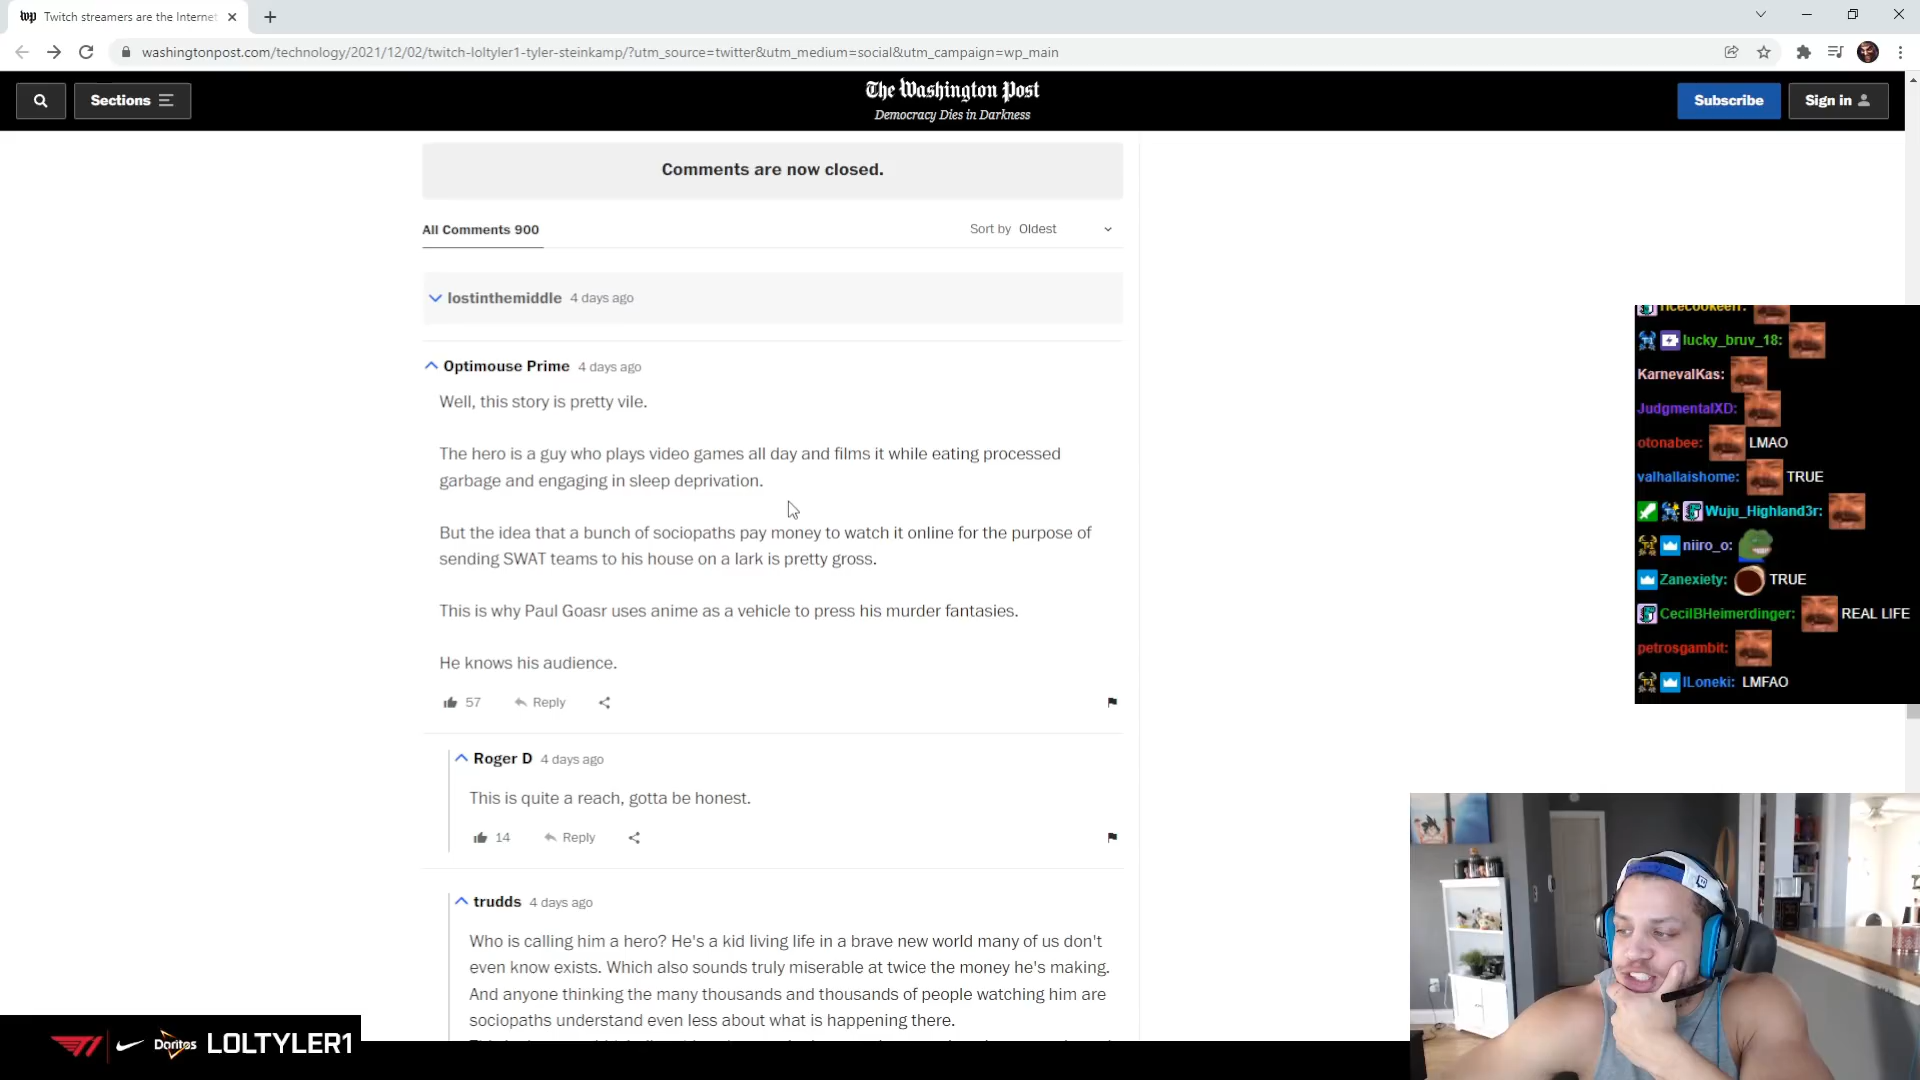 Twitch streamers are the Internet
washingtonpost.com/technology/2021/12/02/twitch-loltyler1-tyler-steinkamp/?utm_source=twitter&utm_medium=social&utm_campaign=wp_main
Sections
The Washington Post
Democracy Dies in Darkness
Subscribe
Sign in
Comments are now closed.
All Comments 900
Sort by Oldest
lostinthemiddle 4 days ago
Optimouse Prime 4 days ago
Well, this story is pretty vile.
The hero is a guy who plays video games all day and films it while eating processed
garbage and engaging in sleep deprivation.
But the idea that a bunch of sociopaths pay money to watch it online for the purpose of
sending SWAT teams to his house on a lark is pretty gross.
This is why Paul Goasr uses anime as a vehicle to press his murder fantasies.
He knows his audience.
57 Reply
Roger D 4 days ago
This is quite a reach, gotta be honest.
14 Reply
trudds 4 days ago
Who is calling him a hero? He's a kid living life in a brave new world many of us don't
even know exists. Which also sounds truly miserable at twice the money he's making.
And anyone thinking the many thousands and thousands of people watching him are
sociopaths understand even less about what is happening there.
lucky_bruv_18:
KarnevalKas:
JudgmentalXD:
otonabee: LMAO
valhallaishome: TRUE
Wuju_Highland3r:
niiro_o:
Zanexiety: TRUE
CecilBHeimerdinger: REAL LIFE
petrosgambit:
ILoneki: LMFAO
T1 Doritos LOLTYLER1